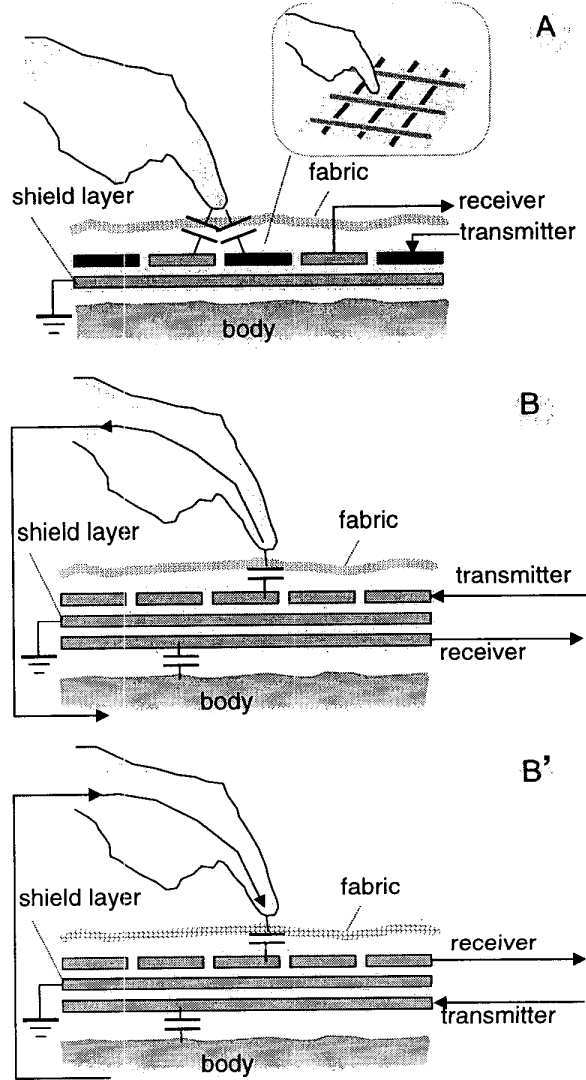 A
shield layer
fabric
receiver
transmitter
body
B
shield layer
fabric
transmitter
receiver
body
B'
shield layer
fabric
receiver
transmitter
body